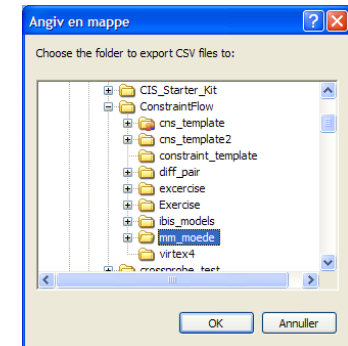 Angiv en mappe
Choose the folder to export CSV files to:
CIS_Starter_Kit
ConstraintFlow
cns_template
cns_template2
constraint_template
diff_pair
excercise
Exercise
ibis_models
mm_moede
virtex4
crossprobe_test
OK
Annuller